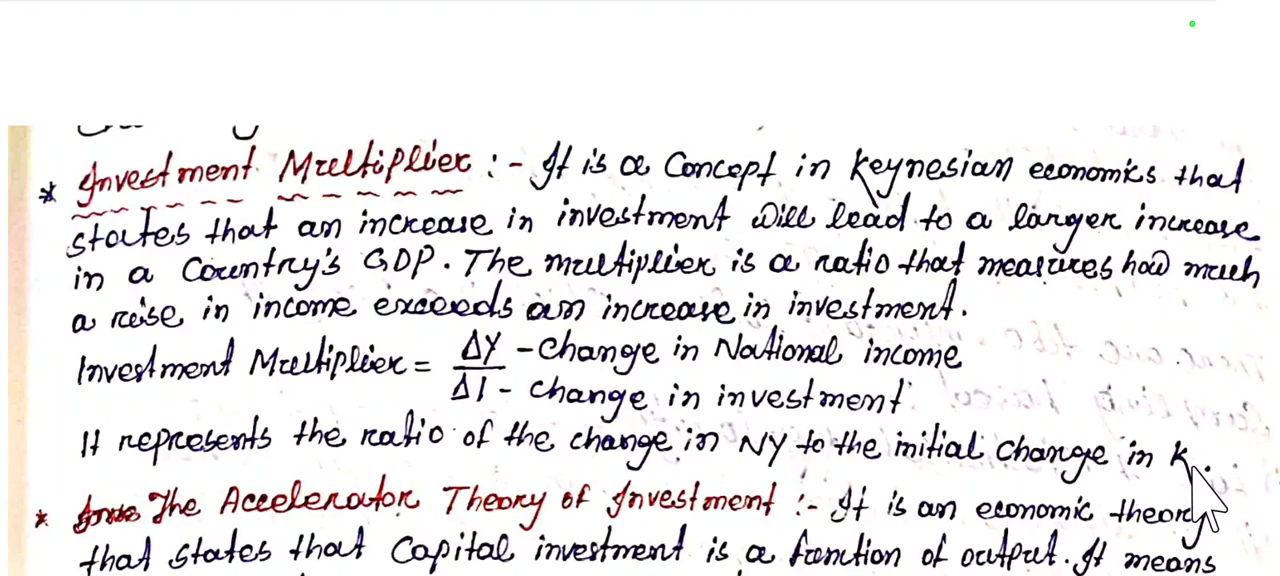 * Investment Multiplier :- It is a Concept in Keynesian economics that
states that an increase in investment will lead to a larger increase
in a Country's GDP. The multiplier is a ratio that measures how much
a raise in income exceeds an increase in investment.
Investment Multiplier = ΔY - Change in National income
ΔI - change in investment
It represents the ratio of the change in NY to the initial change in K.
* The Accelerator Theory of Investment :- It is an economic theory
that states that Capital investment is a function of output. It means